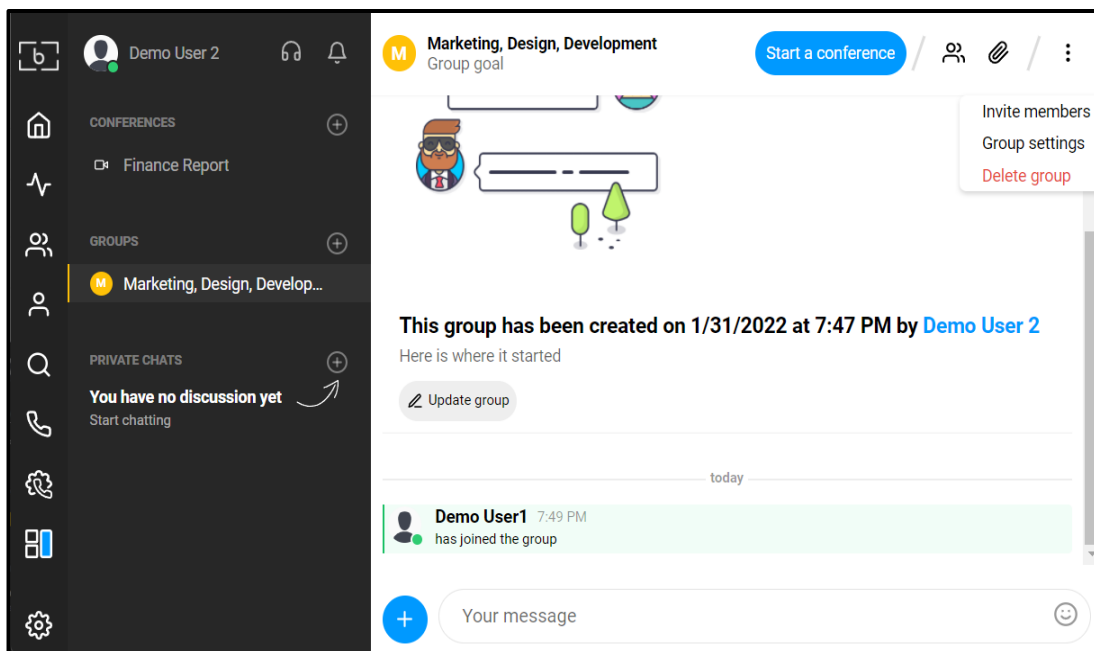 b
Demo User 2
CONFERENCES
Finance Report
GROUPS
M
Marketing, Design, Develop...
PRIVATE CHATS
You have no discussion yet
Start chatting
M
Marketing, Design, Development
Group goal
Start a conference
Invite members
Group settings
Delete group
This group has been created on 1/31/2022 at 7:47 PM by Demo User 2
Here is where it started
Update group
today
Demo User1 7:49 PM
has joined the group
Your message